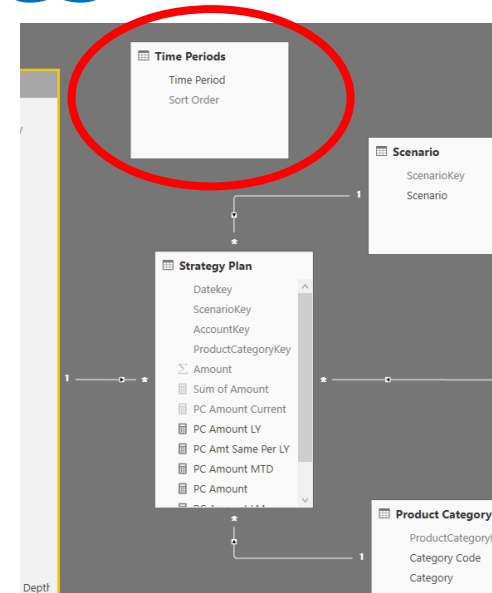 Time Periods
Time Period
Sort Order
Scenario
ScenarioKey
Scenario
1
*
Strategy Plan
Datekey
ScenarioKey
AccountKey
ProductCategoryKey
Amount
Sum of Amount
PC Amount Current
PC Amount LY
PC Amt Same Per LY
PC Amount MTD
PC Amount
1
*
*
*
1
Product Category
Category Code
Category
Depth